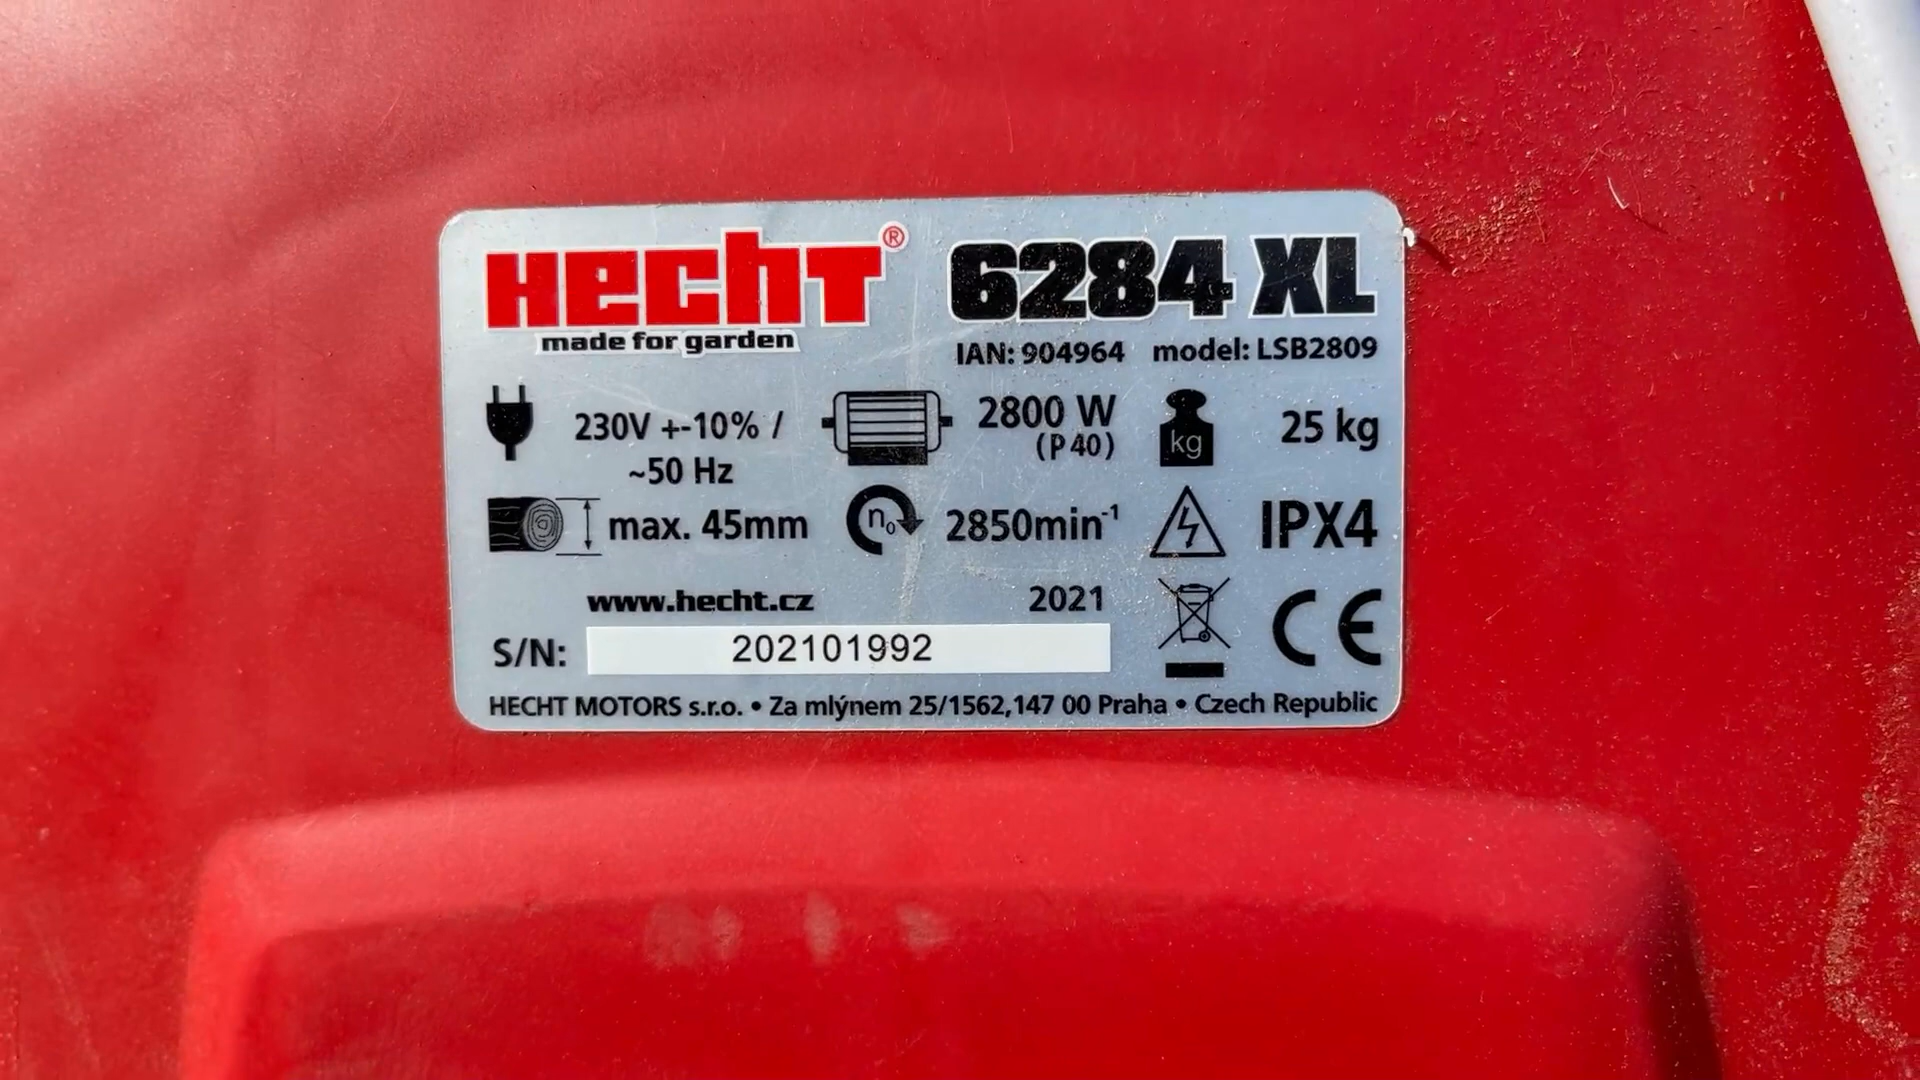 HECHT® 6284 XL
made for garden
IAN: 904964 model: LSB2809
230V +-10% /
~50 Hz
2800 W
(P40)
kg
25 kg
max. 45mm
n₀
2850min⁻¹
IPX4
www.hecht.cz
2021
S/N: 202101992
CE
HECHT MOTORS s.r.o. • Za mlýnem 25/1562,147 00 Praha • Czech Republic